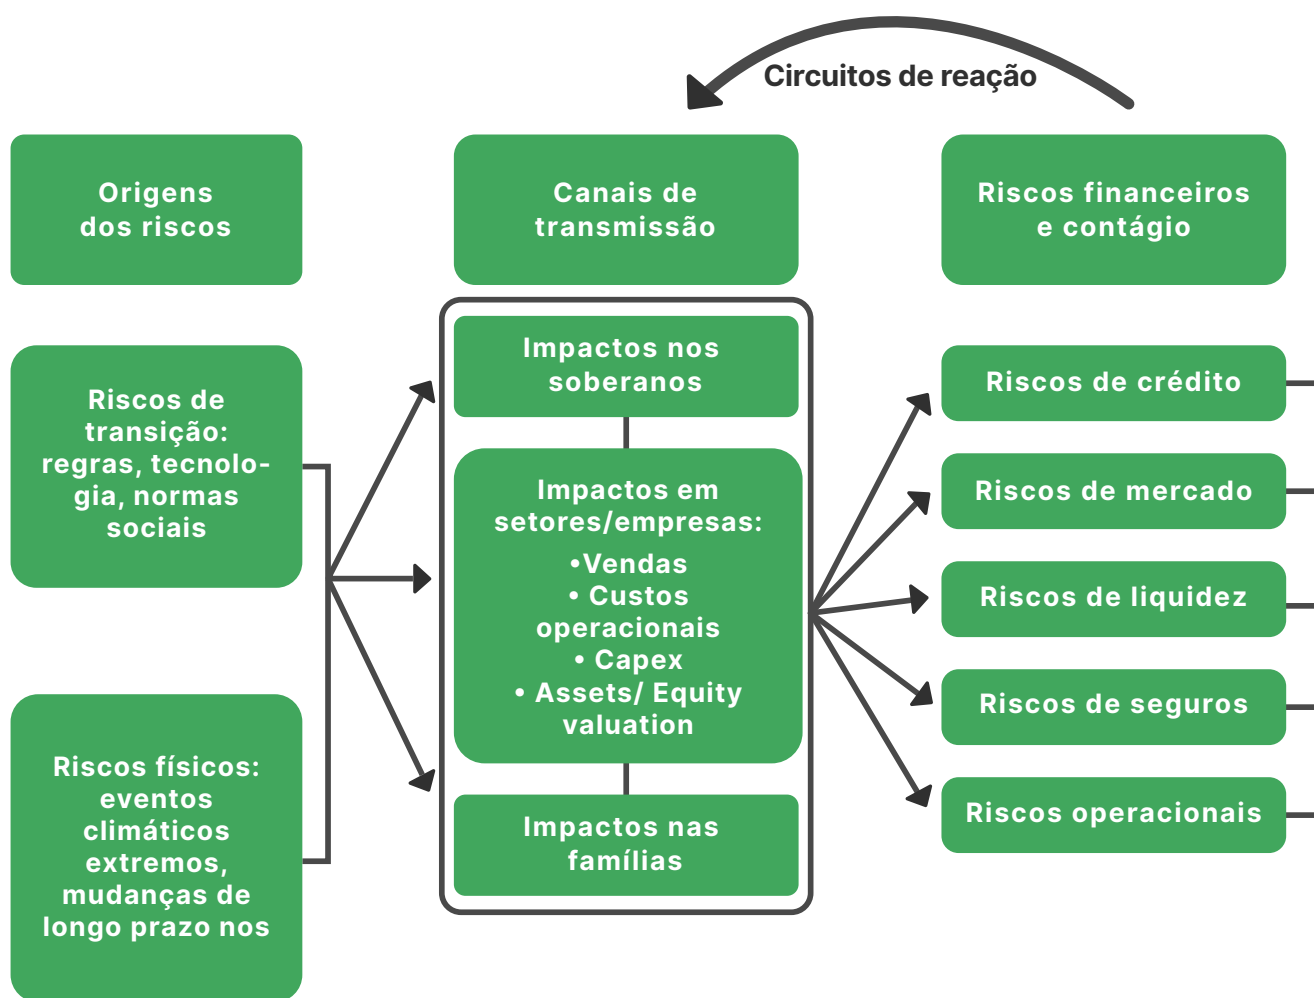 Circuitos de reação
Origens
dos riscos
Canais de
transmissão
Riscos financeiros
e contágio
Riscos de
transição:
regras, tecnolo-
gia, normas
sociais
Riscos físicos:
eventos
climáticos
extremos,
mudanças de
longo prazo nos
Impactos nos
soberanos
Impactos em
setores/empresas:
•Vendas
• Custos
operacionais
• Capex
• Assets/ Equity
valuation
Impactos nas
famílias
Riscos de crédito
Riscos de mercado
Riscos de liquidez
Riscos de seguros
Riscos operacionais